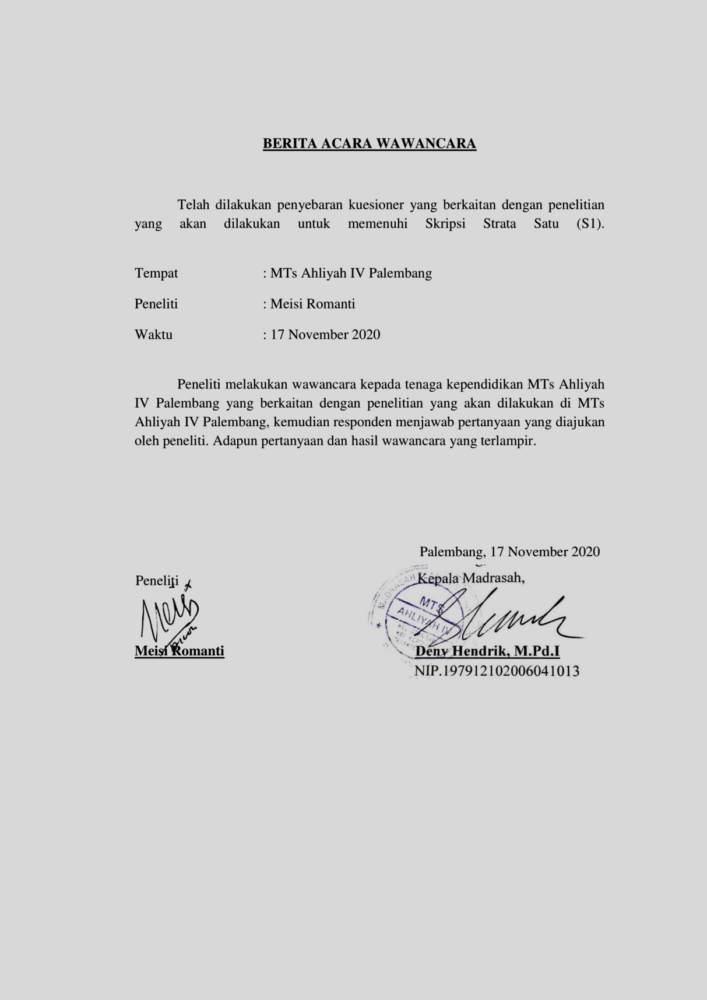 BERITA ACARA WAWANCARA
Telah dilakukan penyebaran kuesioner yang berkaitan dengan penelitian
yang akan dilakukan untuk memenuhi Skripsi Strata Satu (S1).
Tempat : MTs Ahliyah IV Palembang
Peneliti : Meisi Romanti
Waktu : 17 November 2020
Peneliti melakukan wawancara kepada tenaga kependidikan MTs Ahliyah
IV Palembang yang berkaitan dengan penelitian yang akan dilakukan di MTs
Ahliyah IV Palembang, kemudian responden menjawab pertanyaan yang diajukan
oleh peneliti. Adapun pertanyaan dan hasil wawancara yang terlampir.
Palembang, 17 November 2020
Peneliti
Kepala Madrasah,
MADRASAH
MTS
AHLIYAH IV
Meisi Romanti
Deny Hendrik, M.Pd.I
NIP.197912102006041013